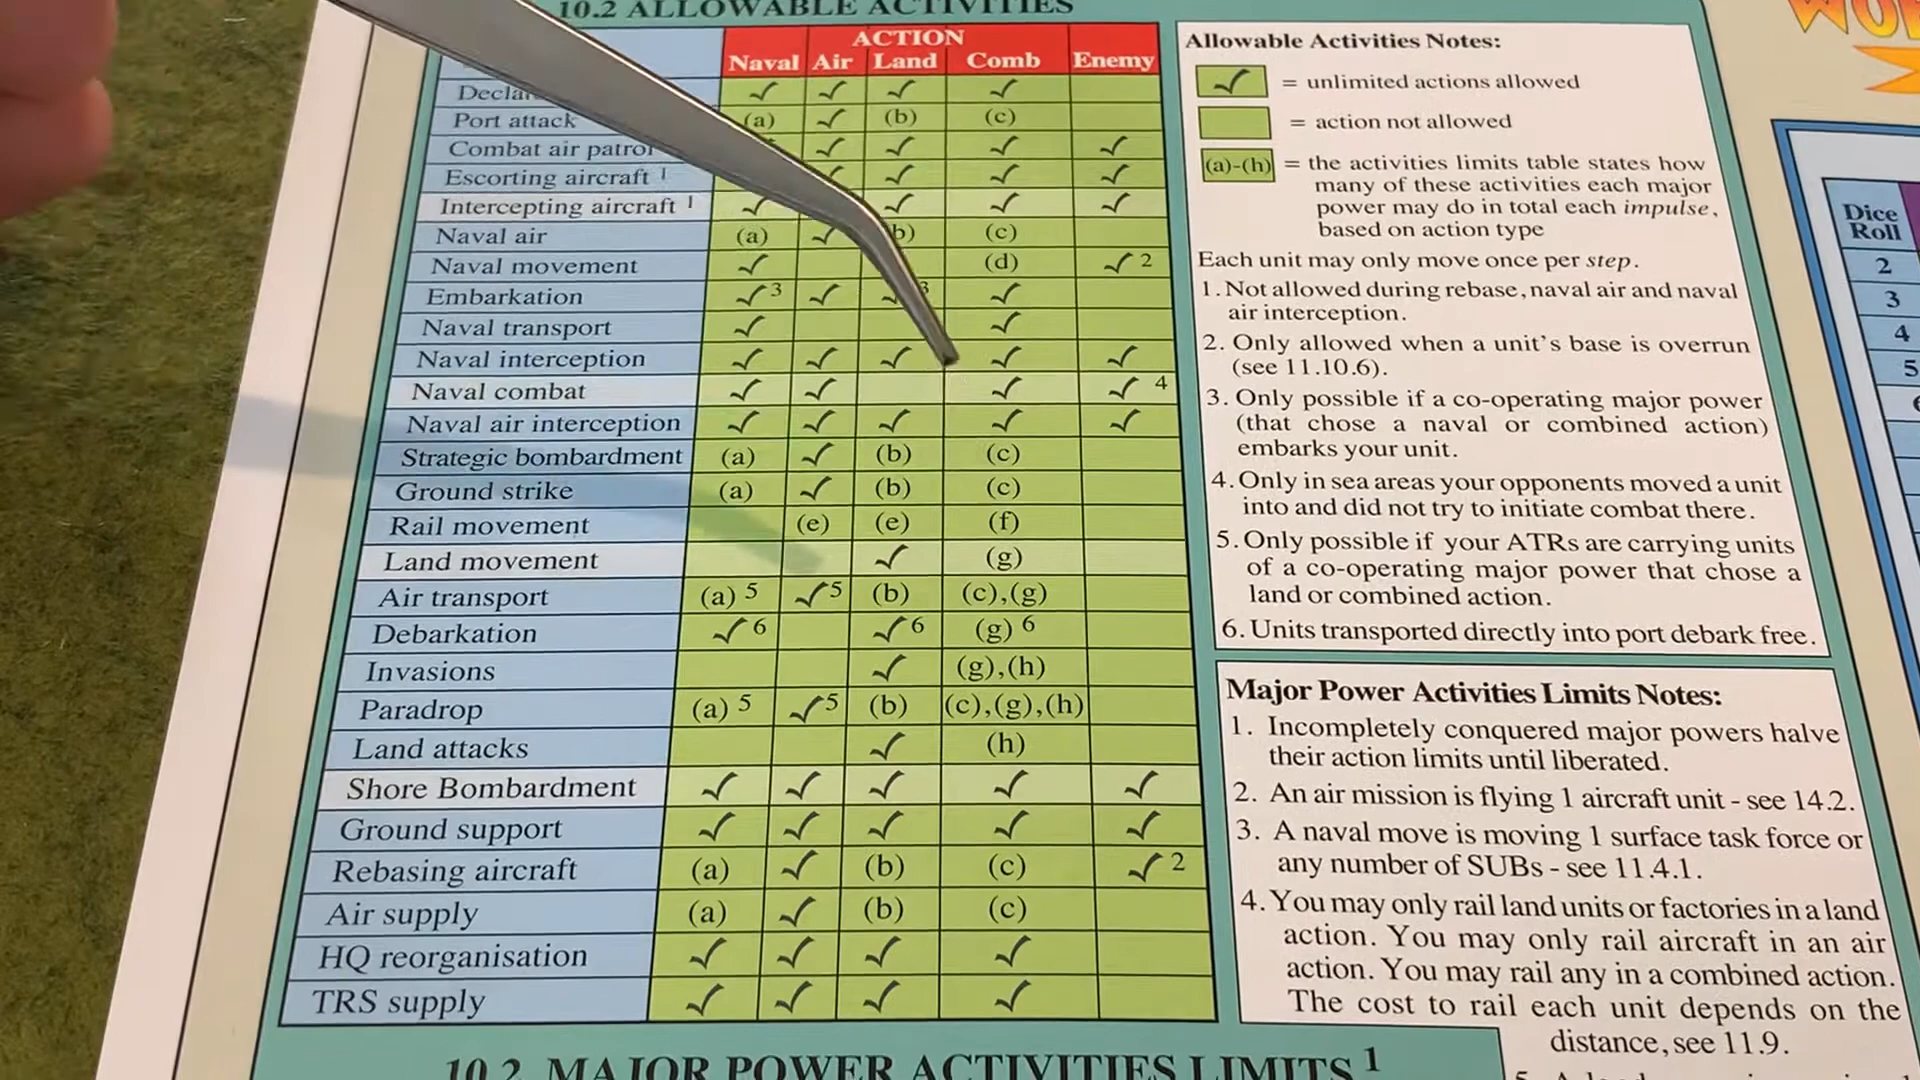 10.2 ALLOWABLE ACTIVITIES
ACTION
Naval Air Land Comb Enemy
✓ ✓ ✓ ✓
Port attack (a) ✓ (b) (c)
Combat air patrol ✓ ✓ ✓ ✓
Escorting aircraft 1 ✓ ✓ ✓ ✓
Intercepting aircraft 1 ✓ ✓ ✓ ✓
Naval air (a) ✓ (b) (c)
Naval movement ✓ (d) ✓ 2
Embarkation ✓ 3 ✓ ✓ 3 ✓
Naval transport ✓ ✓
Naval interception ✓ ✓ ✓ ✓ ✓
Naval combat ✓ ✓ ✓ ✓ 4
Naval air interception ✓ ✓ ✓ ✓ ✓
Strategic bombardment (a) ✓ (b) (c)
Ground strike (a) ✓ (b) (c)
Rail movement (e) (e) (f)
Land movement ✓ (g)
Air transport (a) 5 ✓ 5 (b) (c),(g)
Debarkation ✓ 6 ✓ 6 (g) 6
Invasions ✓ (g),(h)
Paradrop (a) 5 ✓ 5 (b) (c),(g),(h)
Land attacks ✓ (h)
Shore Bombardment ✓ ✓ ✓ ✓ ✓
Ground support ✓ ✓ ✓ ✓ ✓
Rebasing aircraft (a) ✓ (b) (c) ✓ 2
Air supply (a) ✓ (b) (c)
HQ reorganisation ✓ ✓ ✓ ✓
TRS supply ✓ ✓ ✓ ✓
10.2 MAJOR POWER ACTIVITIES LIMITS 1
Allowable Activities Notes:
✓ = unlimited actions allowed
= action not allowed
(a)-(h) = the activities limits table states how
many of these activities each major
power may do in total each impulse,
based on action type
Each unit may only move once per step.
1. Not allowed during rebase, naval air and naval
air interception.
2. Only allowed when a unit's base is overrun
(see 11.10.6).
3. Only possible if a co-operating major power
(that chose a naval or combined action)
embarks your unit.
4. Only in sea areas your opponents moved a unit
into and did not try to initiate combat there.
5. Only possible if your ATRs are carrying units
of a co-operating major power that chose a
land or combined action.
6. Units transported directly into port debark free.
Major Power Activities Limits Notes:
1. Incompletely conquered major powers halve
their action limits until liberated.
2. An air mission is flying 1 aircraft unit - see 14.2.
3. A naval move is moving 1 surface task force or
any number of SUBs - see 11.4.1.
4. You may only rail land units or factories in a land
action. You may only rail aircraft in an air
action. You may rail any in a combined action.
The cost to rail each unit depends on the
distance, see 11.9.
Dice
Roll
2
3
4
5